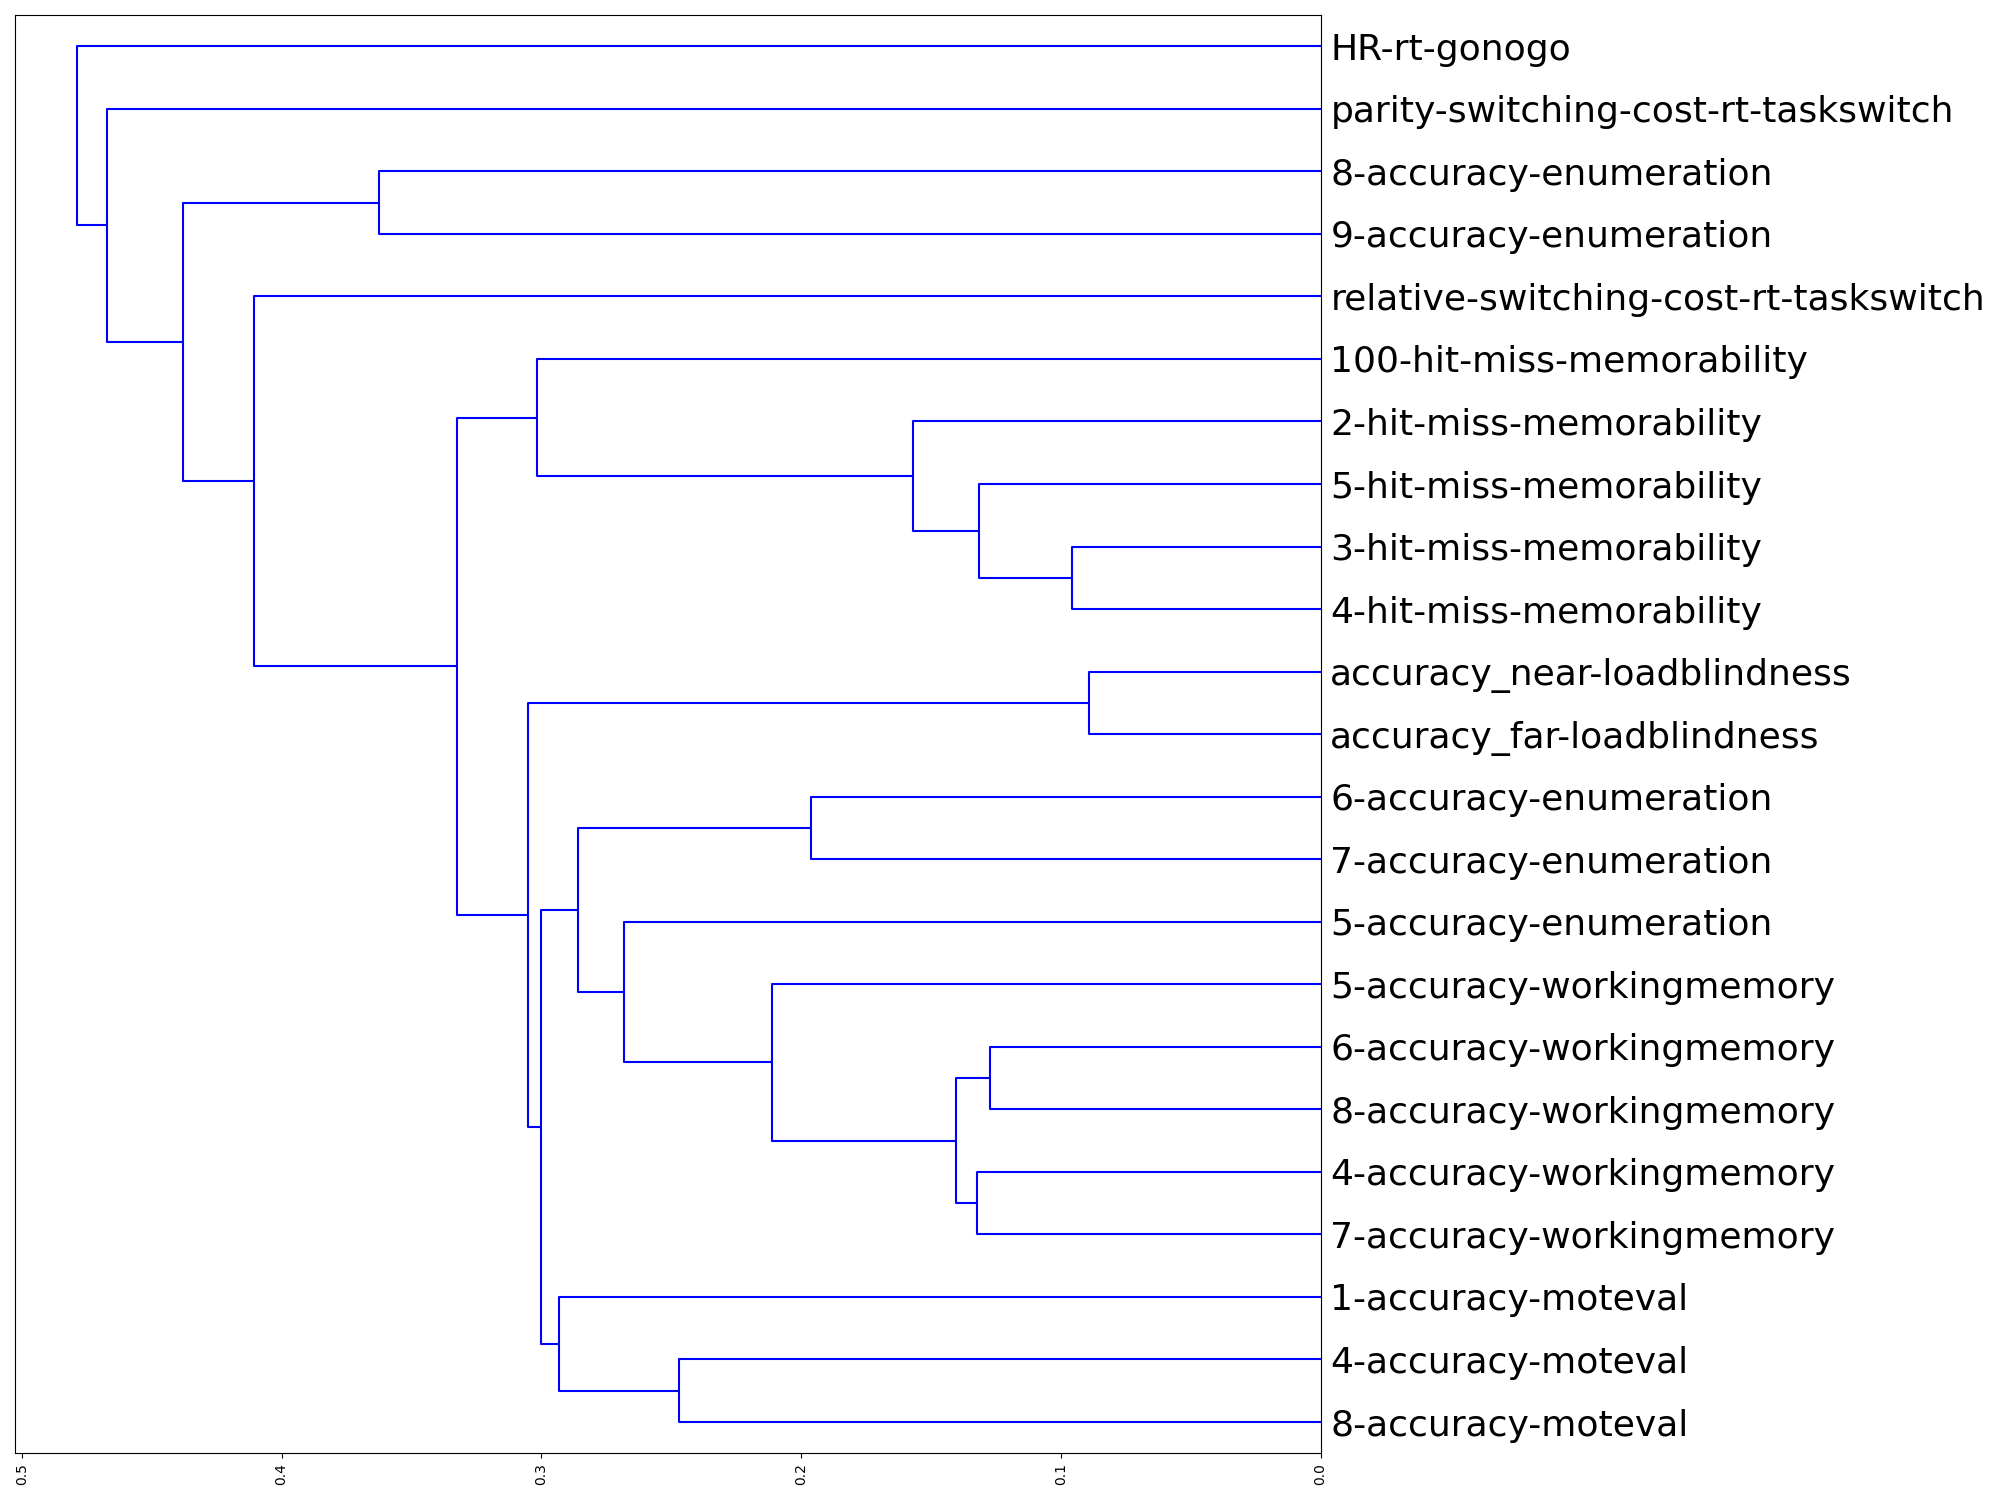 HR-rt-gonogo
parity-switching-cost-rt-taskswitch
8-accuracy-enumeration
9-accuracy-enumeration
relative-switching-cost-rt-taskswitch
100-hit-miss-memorability
2-hit-miss-memorability
5-hit-miss-memorability
3-hit-miss-memorability
4-hit-miss-memorability
accuracy_near-loadblindness
accuracy_far-loadblindness
6-accuracy-enumeration
7-accuracy-enumeration
5-accuracy-enumeration
5-accuracy-workingmemory
6-accuracy-workingmemory
8-accuracy-workingmemory
4-accuracy-workingmemory
7-accuracy-workingmemory
1-accuracy-moteval
4-accuracy-moteval
8-accuracy-moteval
0.5 0.4 0.3 0.2 0.1 0.0